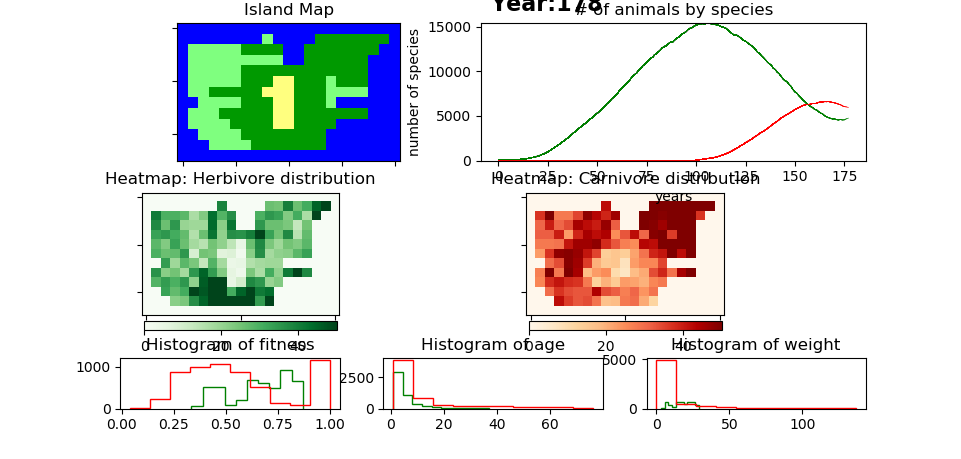 Year:178
Island Map
# of animals by species
number of species
15000
10000
5000
0
0 25 50 75 100 125 150 175
years
Heatmap: Herbivore distribution
Heatmap: Carnivore distribution
0 20 40
0 20 40
Histogram of fitness
Histogram of age
Histogram of weight
1000
0
2500
0
5000
0
0.00 0.25 0.50 0.75 1.00
0 20 40 60
0 50 100